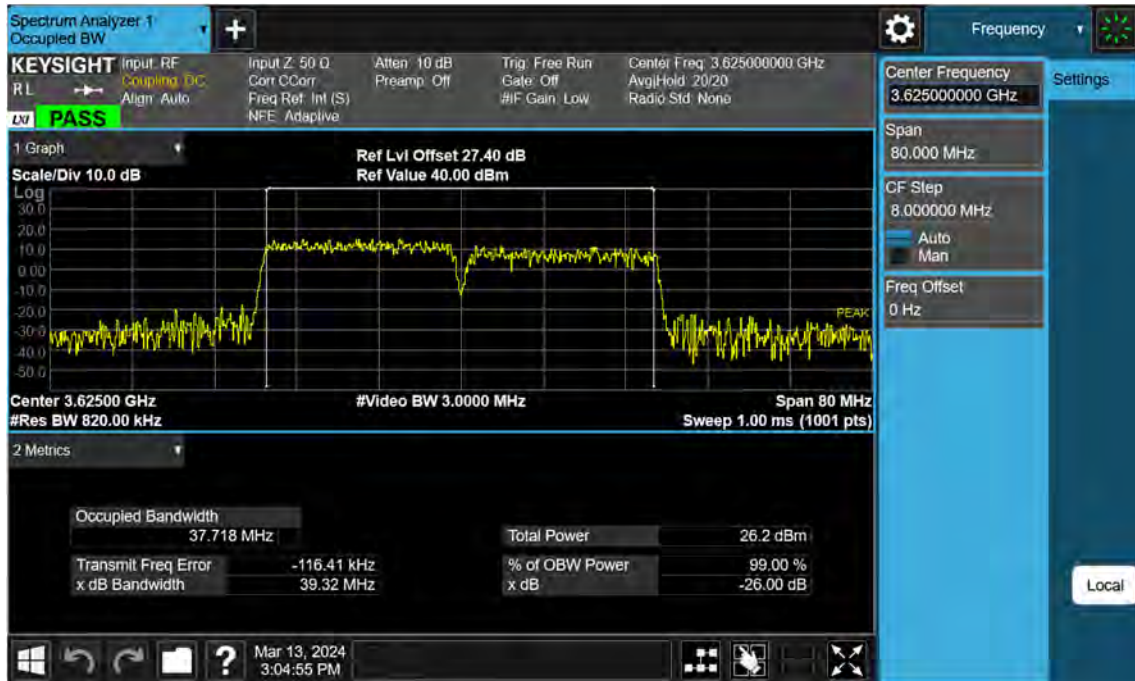 Spectrum Analyzer 1
Occupied BW
+
Frequency
KEYSIGHT
Input: RF
Coupling: DC
Align: Auto
Input Z: 50 Ω
Corr CCorr
Freq Ref: Int (S)
NFE: Adaptive
Atten: 10 dB
Preamp: Off
Trig: Free Run
Gate: Off
#IF Gain: Low
Center Freq: 3.625000000 GHz
Avg|Hold: 20/20
Radio Std: None
RL
LXI
PASS
Center Frequency
3.625000000 GHz
Settings
Span
80.000 MHz
CF Step
8.000000 MHz
Auto
Man
Freq Offset
0 Hz
1 Graph
Scale/Div 10.0 dB
Ref Lvl Offset 27.40 dB
Ref Value 40.00 dBm
Log
30.0
20.0
10.0
0.00
-10.0
-20.0
-30.0
-40.0
-50.0
PEAK
Center 3.62500 GHz
#Video BW 3.0000 MHz
Span 80 MHz
#Res BW 820.00 kHz
Sweep 1.00 ms (1001 pts)
2 Metrics
Occupied Bandwidth
37.718 MHz
Total Power 26.2 dBm
Transmit Freq Error -116.41 kHz
% of OBW Power 99.00 %
x dB Bandwidth 39.32 MHz
x dB -26.00 dB
Local
?
Mar 13, 2024
3:04:55 PM